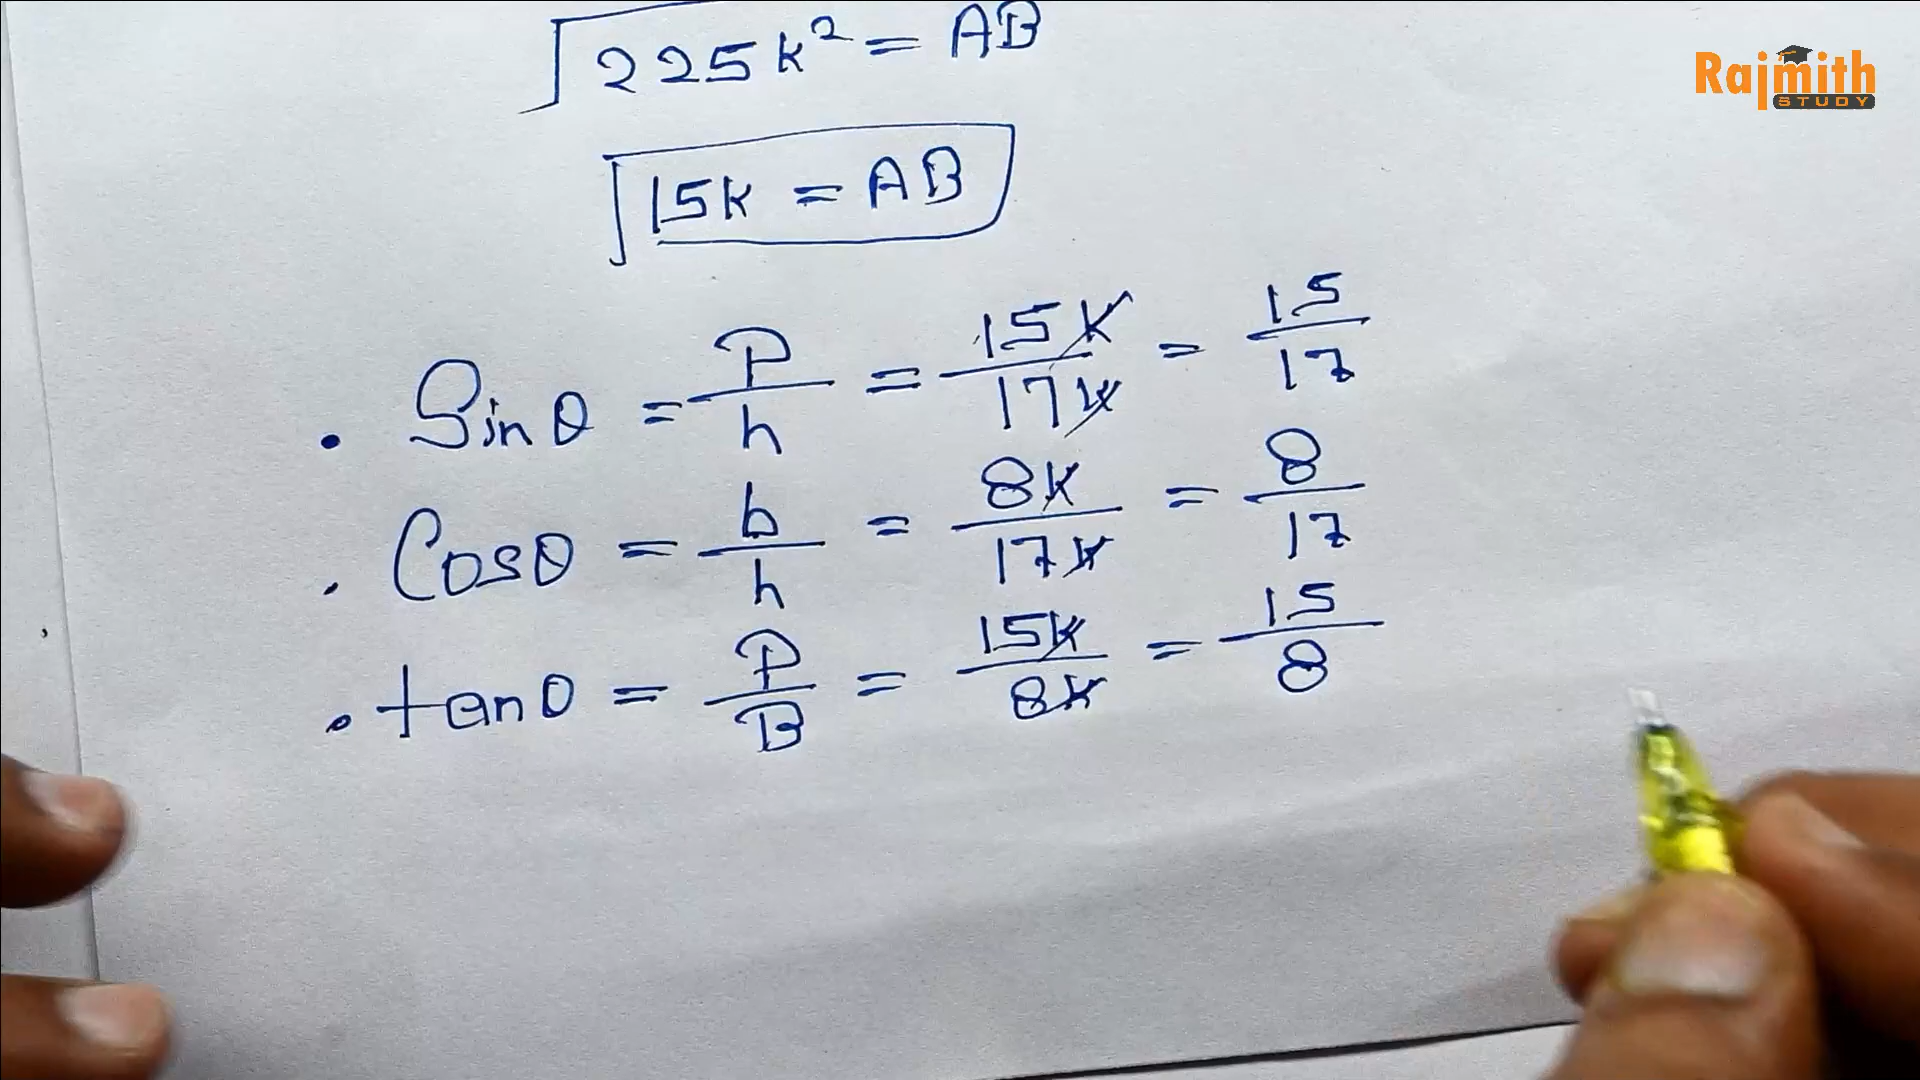 √225k² = AB
15k = AB
Rajmith
STUDY
. Sinθ = P/h = 15k/17k = 15/17
. Cosθ = b/h = 8k/17k = 8/17
. tanθ = P/B = 15k/8k = 15/8